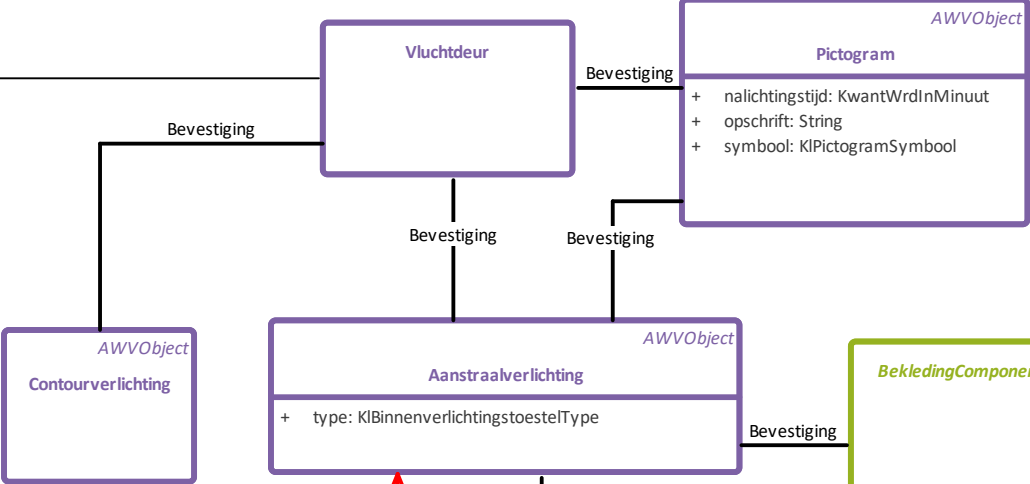 AWVObject
Vluchtdeur
Pictogram
Bevestiging
+ nalichtingstijd: KwantWrdInMinuut
+ opschrift: String
+ symbool: KlPictogramSymbool
Bevestiging
Bevestiging
Bevestiging
AWVObject
AWVObject
Contourverlichting
Aanstraalverlichting
BekledingComponen
+ type: KlBinnenverlichtingstoestelType
Bevestiging